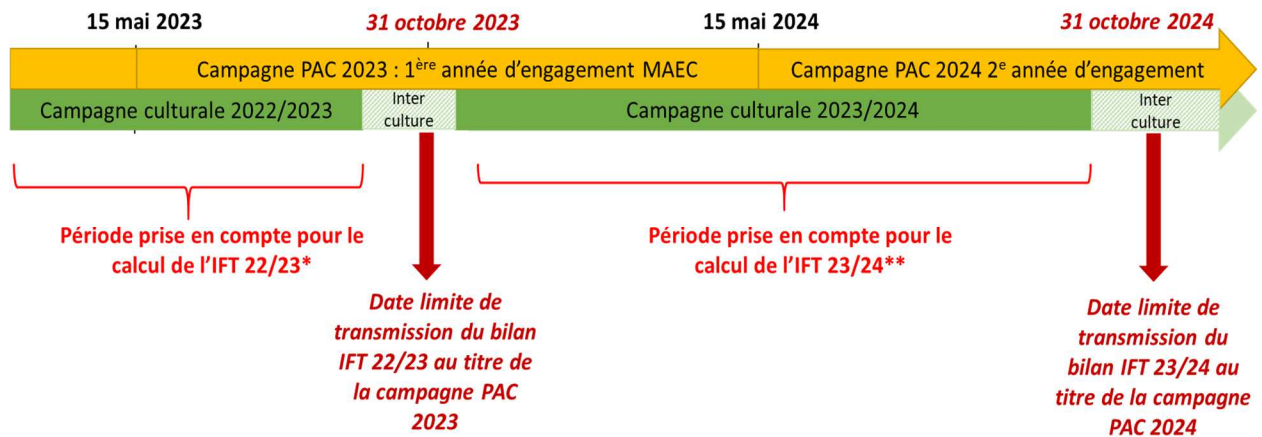 15 mai 2023
31 octobre 2023
15 mai 2024
31 octobre 2024
Campagne PAC 2023 : 1ère année d’engagement MAEC
Campagne PAC 2024 2e année d’engagement
Campagne culturale 2022/2023
Inter
culture
Campagne culturale 2023/2024
Inter
culture
Période prise en compte pour le
calcul de l’IFT 22/23*
Période prise en compte pour le
calcul de l’IFT 23/24**
Date limite de
transmission du bilan
IFT 22/23 au titre de
la campagne PAC
2023
Date limite de
transmission du
bilan IFT 23/24 au
titre de la campagne
PAC 2024